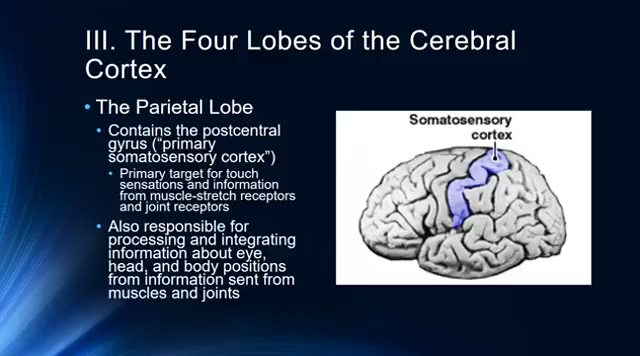 III. The Four Lobes of the Cerebral
Cortex
• The Parietal Lobe
• Contains the postcentral
gyrus (“primary
somatosensory cortex”)
• Primary target for touch
sensations and information
from muscle-stretch receptors
and joint receptors
• Also responsible for
processing and integrating
information about eye,
head, and body positions
from information sent from
muscles and joints
Somatosensory
cortex